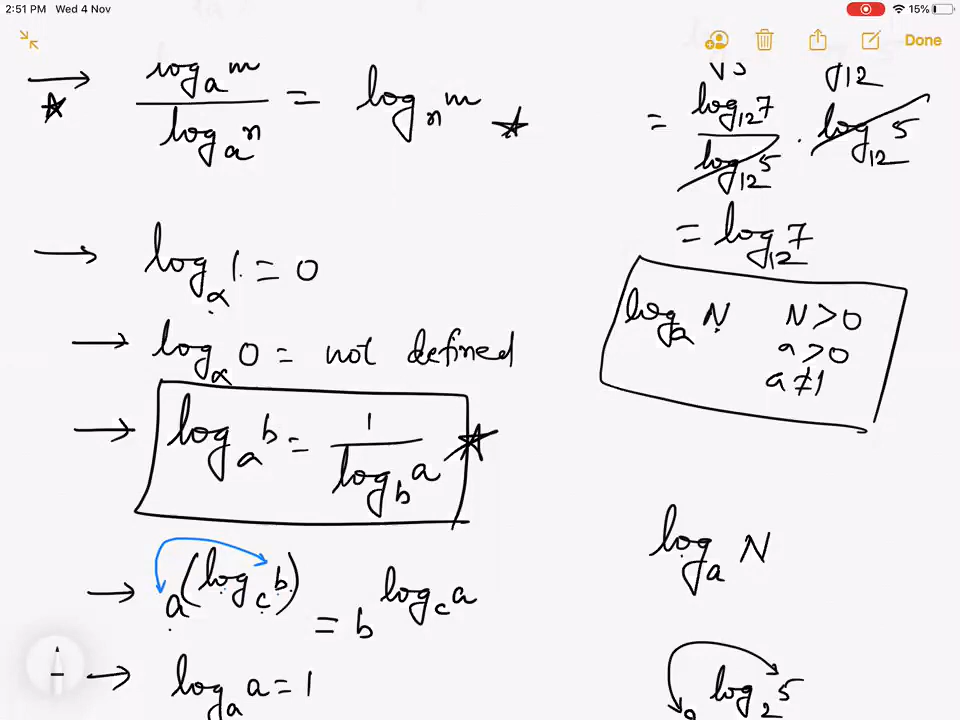 2:51 PM Wed 4 Nov
15%
Done
log_a m / log_a n = log_n m
log_α 1 = 0
log_α 0 = not defined
log_a b = 1 / log_b a
a^(log_c b) = b^log_c a
log_a a = 1
= log_12 7 / log_12 5 . log_12 5
= log_12 7
log_a N N > 0
a > 0
a ≠ 1
log_a N
log_2 5